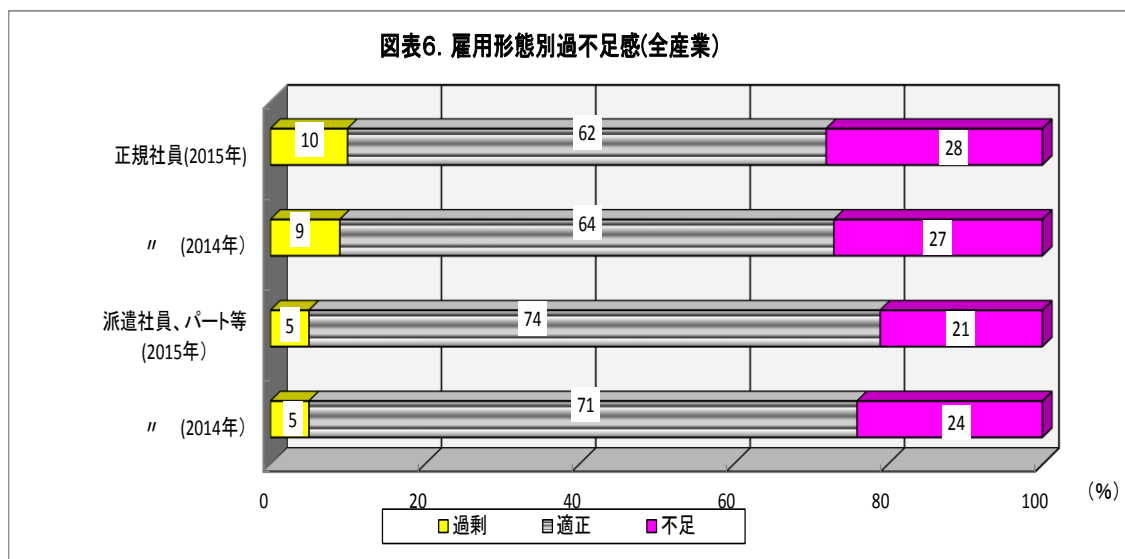 図表6．雇用形態別過不足感(全産業）
正規社員(2015年)
10
62
28
〃 (2014年）
9
64
27
派遣社員、パート等
(2015年）
5
74
21
〃 (2014年）
5
71
24
0
20
40
60
80
100
（%）
過剰
適正
不足